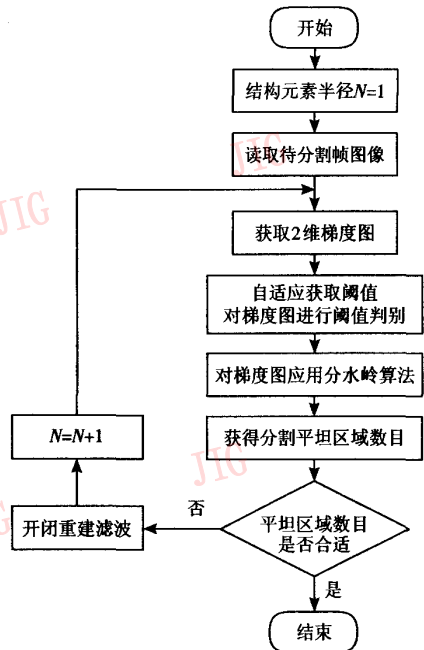 开始
结构元素半径N=1
读取待分割帧图像
获取2维梯度图
自适应获取阈值
对梯度图进行阈值判别
对梯度图应用分水岭算法
获得分割平坦区域数目
平坦区域数目
是否合适
否
开闭重建滤波
N=N+1
是
结束
JIG
JIG
JIG
G